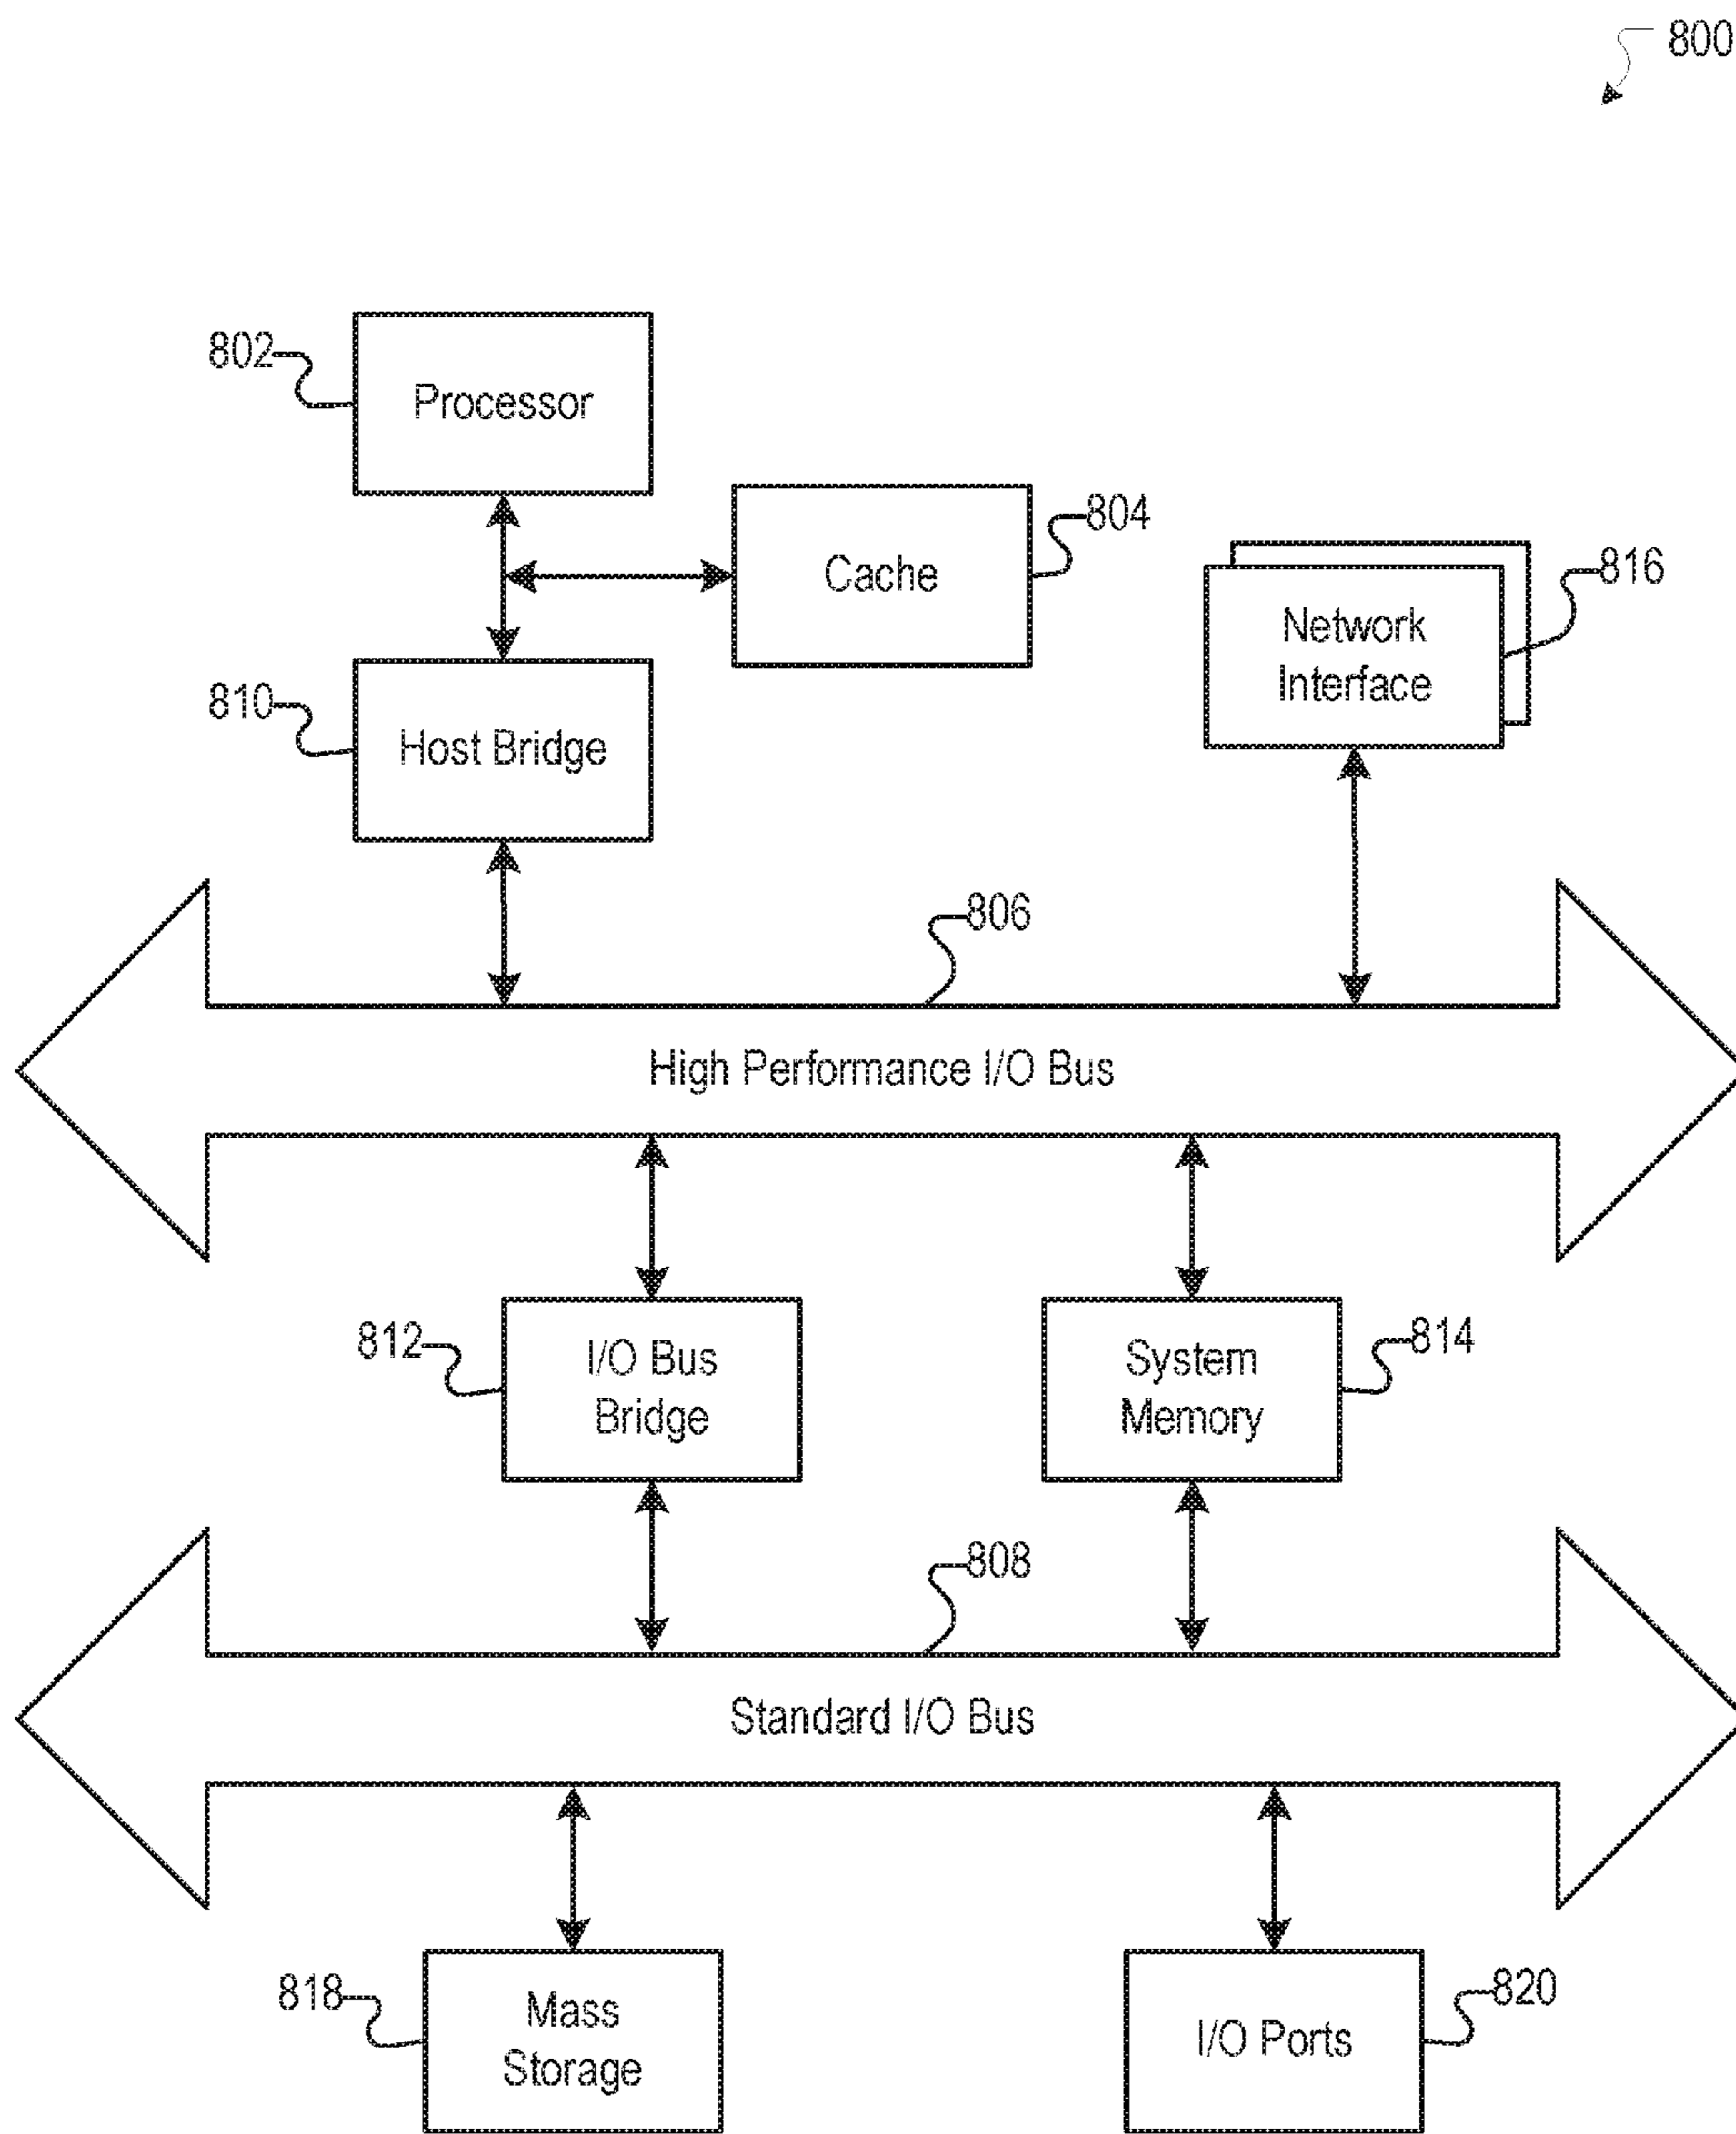 800
802
Processor
804
Cache
816
Network
Interface
810
Host Bridge
806
High Performance I/O Bus
812
I/O Bus
Bridge
814
System
Memory
808
Standard I/O Bus
818
Mass
Storage
820
I/O Ports